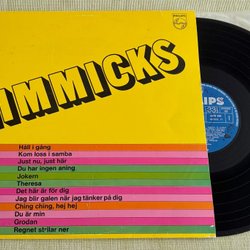 PHILIPS
IMMICKS
Håll i gång
Kom loss i samba
Just nu, just här
Du har ingen aning
Jokern
Theresa
Det här är för dig
Jag blir galen när jag tänker på dig
Ching ching, hej hej
Du är min
Grodan
Regnet strilar ner
IPS